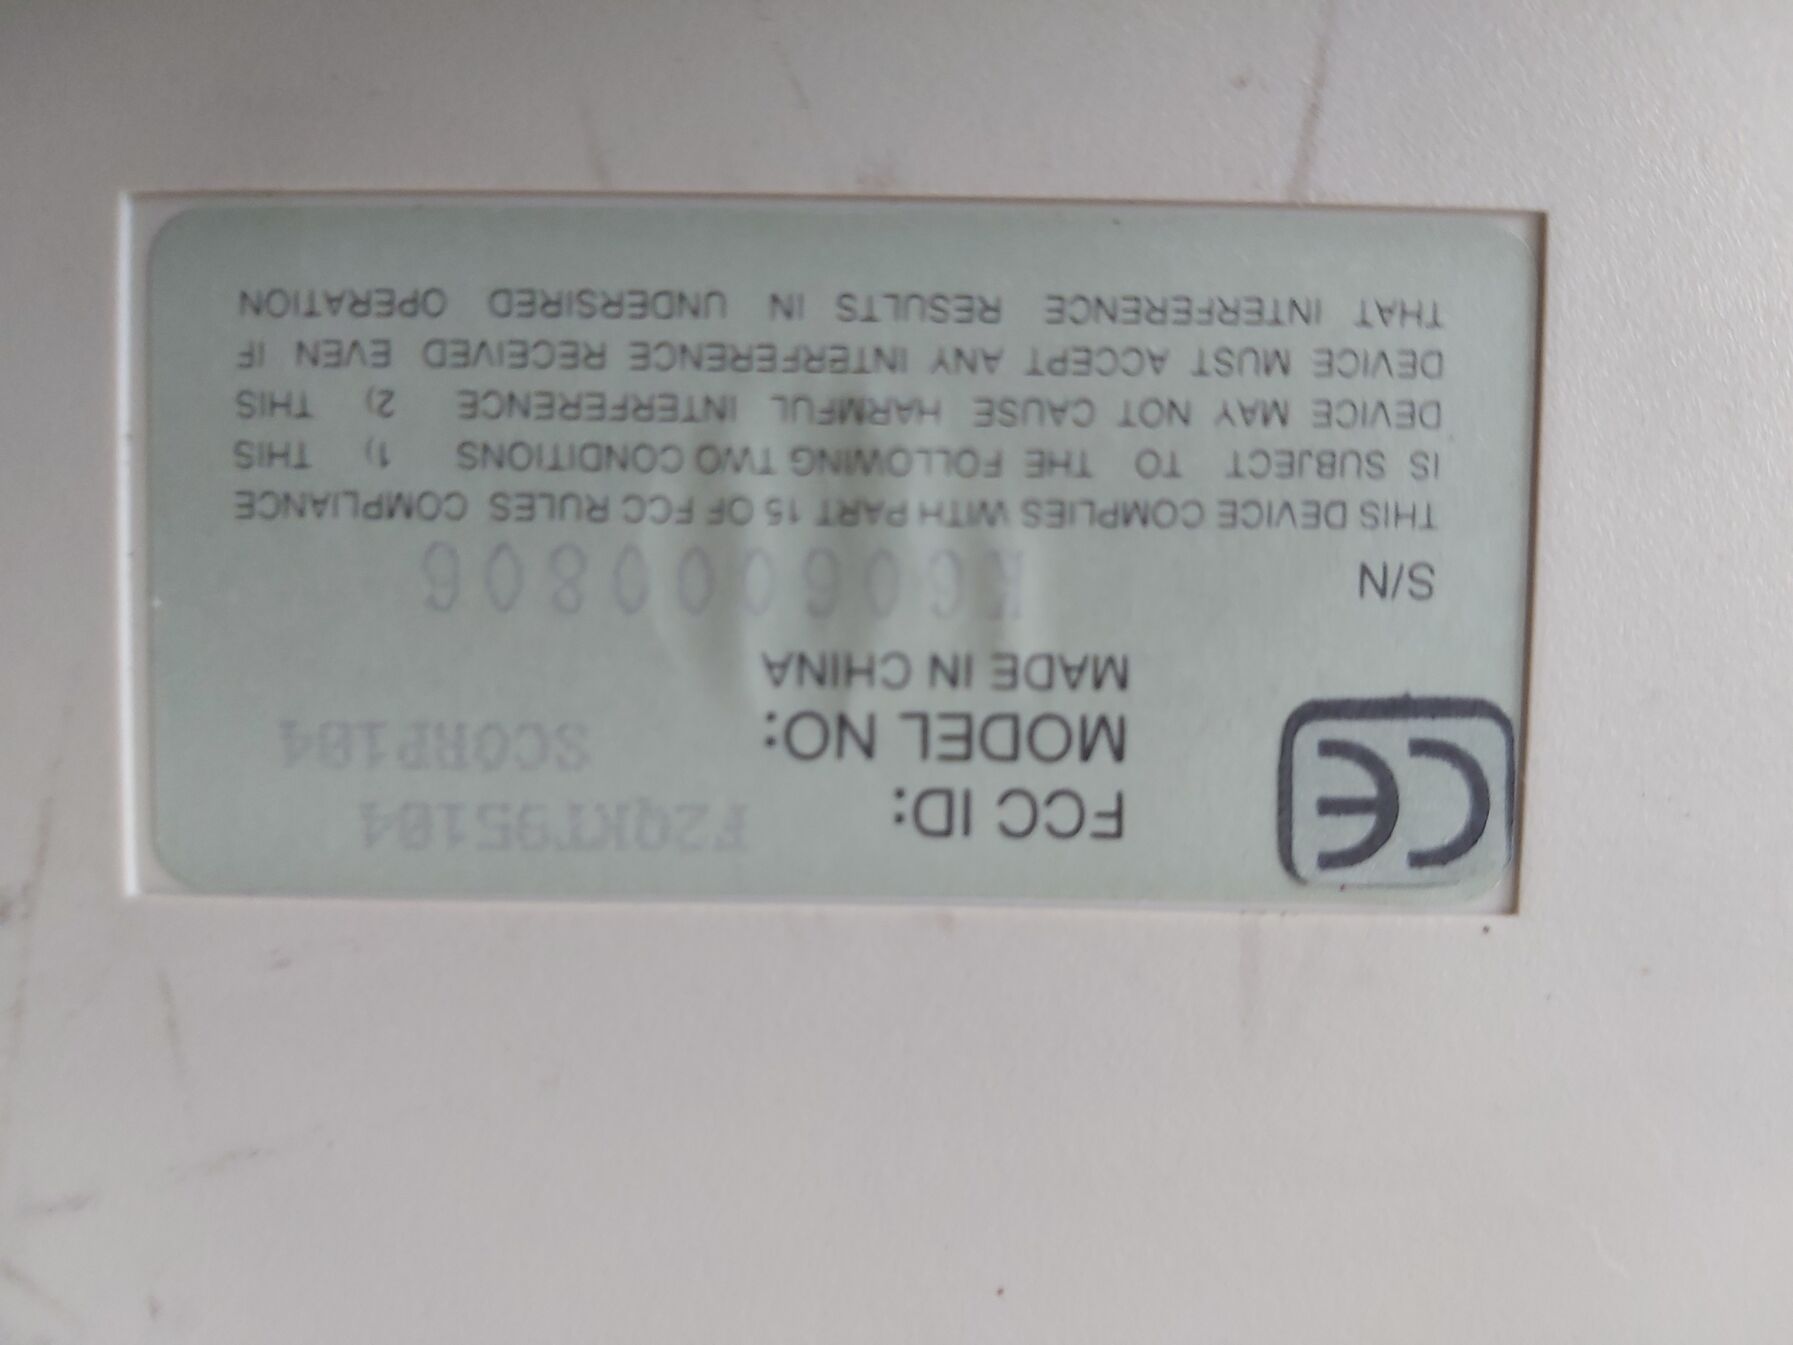 CE
FCC ID: F2QKT95104
MODEL NO: SCORP104
MADE IN CHINA
S/N
THIS DEVICE COMPLIES WITH PART 15 OF FCC RULES COMPLIANCE
IS SUBJECT TO THE FOLLOWING TWO CONDITIONS 1) THIS
DEVICE MAY NOT CAUSE HARMFUL INTERFERENCE 2) THIS
DEVICE MUST ACCEPT ANY INTERFERENCE RECEIVED EVEN IF
THAT INTERFERENCE RESULTS IN UNDERSIRED OPERATION